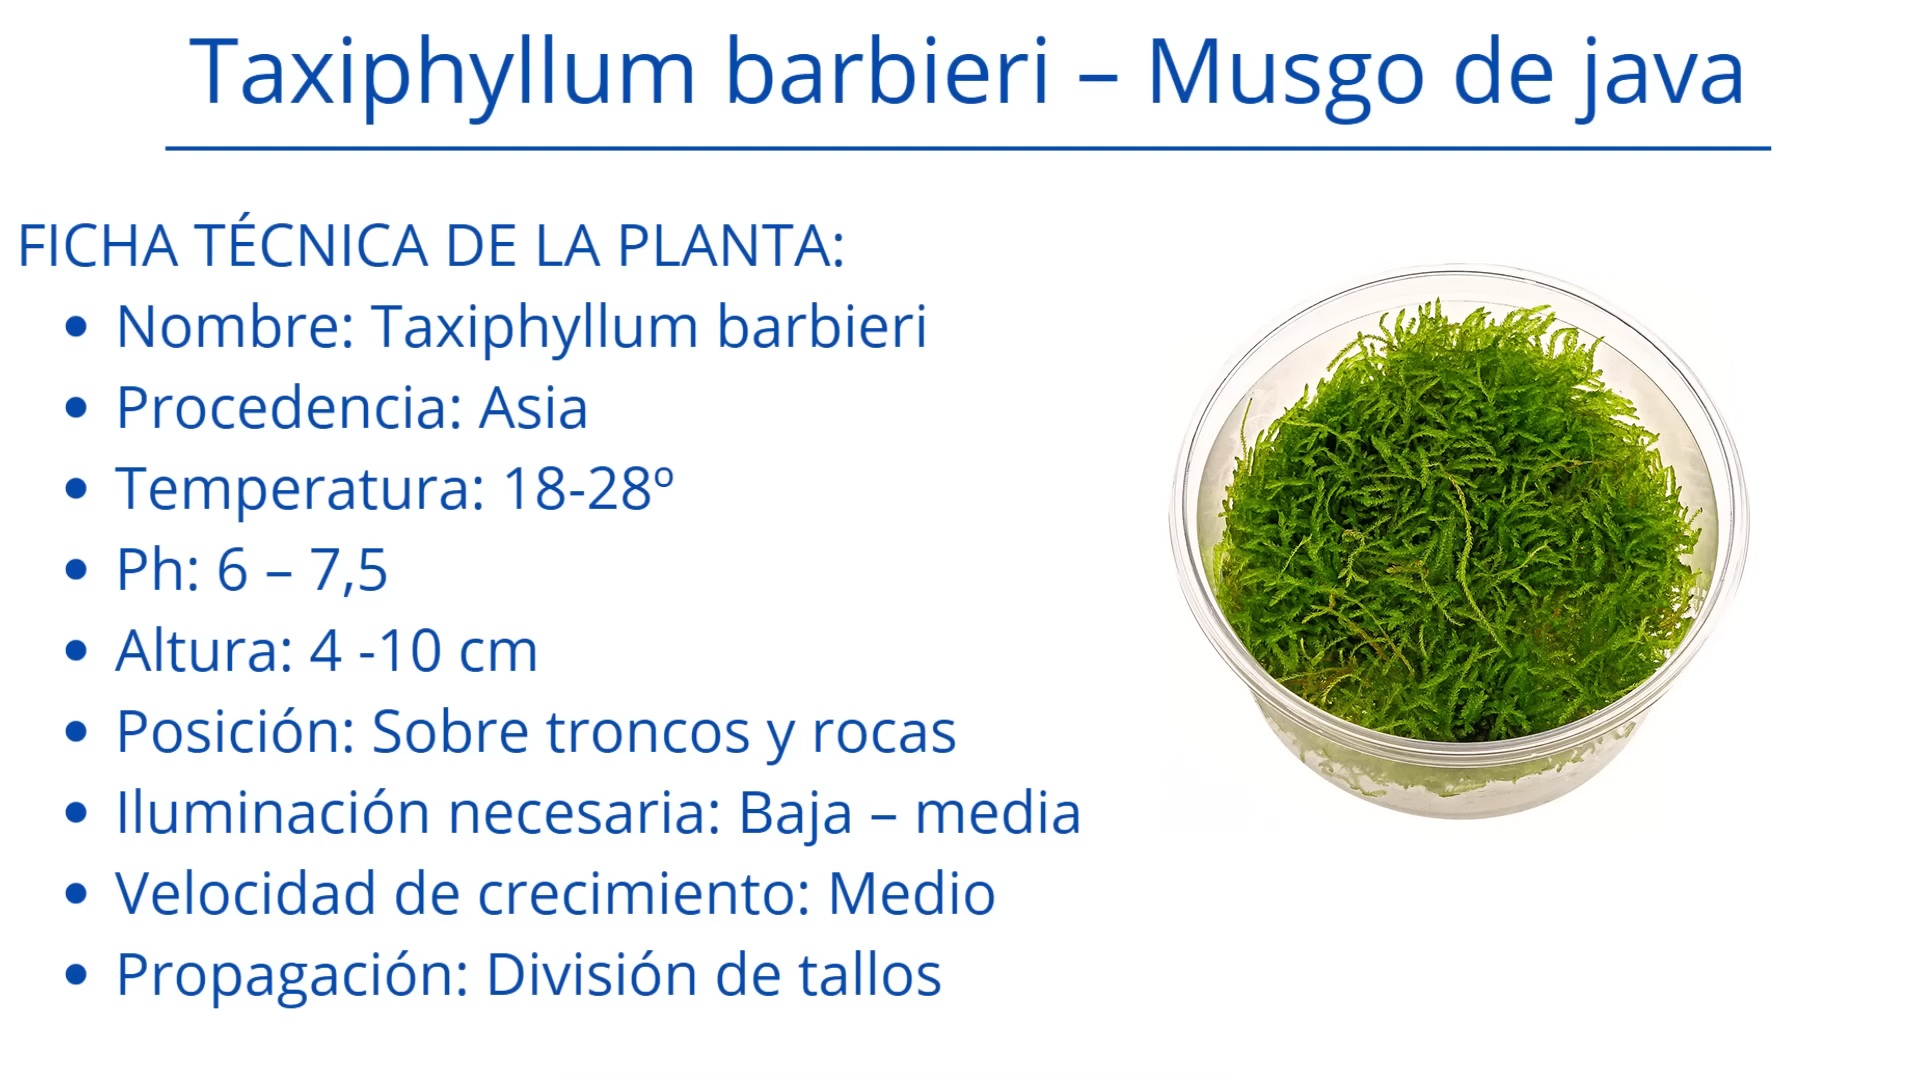 Taxiphyllum barbieri – Musgo de java
FICHA TÉCNICA DE LA PLANTA:
• Nombre: Taxiphyllum barbieri
• Procedencia: Asia
• Temperatura: 18-28º
• Ph: 6 – 7,5
• Altura: 4 -10 cm
• Posición: Sobre troncos y rocas
• Iluminación necesaria: Baja – media
• Velocidad de crecimiento: Medio
• Propagación: División de tallos